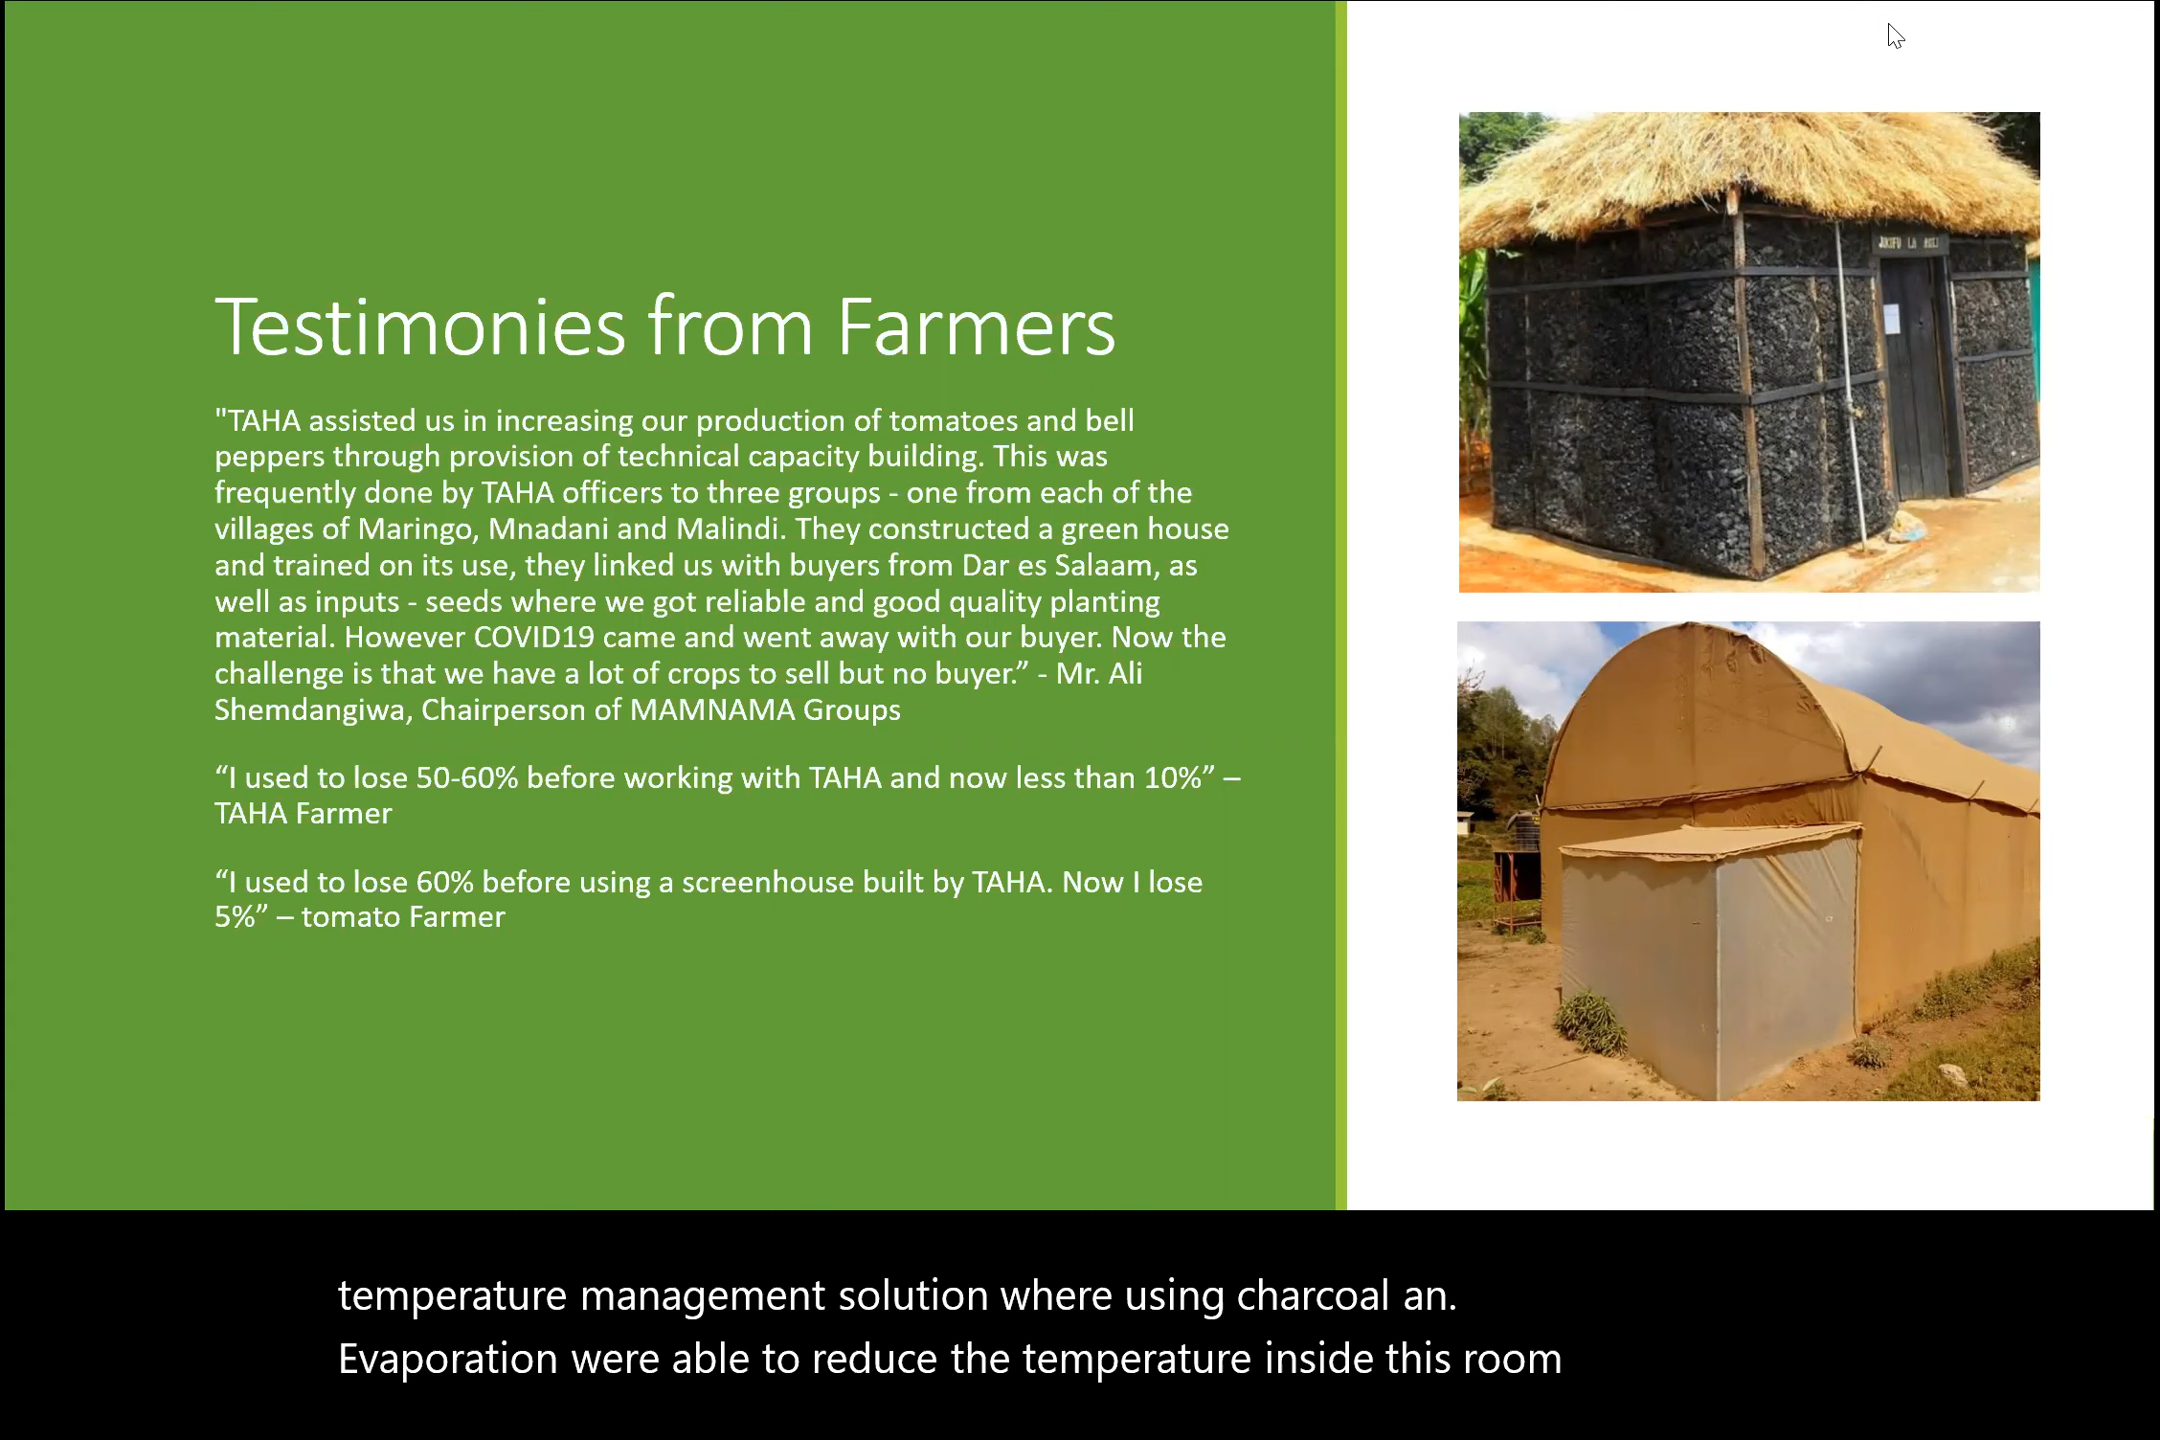 Testimonies from Farmers
"TAHA assisted us in increasing our production of tomatoes and bell
peppers through provision of technical capacity building. This was
frequently done by TAHA officers to three groups - one from each of the
villages of Maringo, Mnadani and Malindi. They constructed a green house
and trained on its use, they linked us with buyers from Dar es Salaam, as
well as inputs - seeds where we got reliable and good quality planting
material. However COVID19 came and went away with our buyer. Now the
challenge is that we have a lot of crops to sell but no buyer.” - Mr. Ali
Shemdangiwa, Chairperson of MAMNAMA Groups
“I used to lose 50-60% before working with TAHA and now less than 10%” –
TAHA Farmer
“I used to lose 60% before using a screenhouse built by TAHA. Now I lose
5%” – tomato Farmer
temperature management solution where using charcoal an.
Evaporation were able to reduce the temperature inside this room